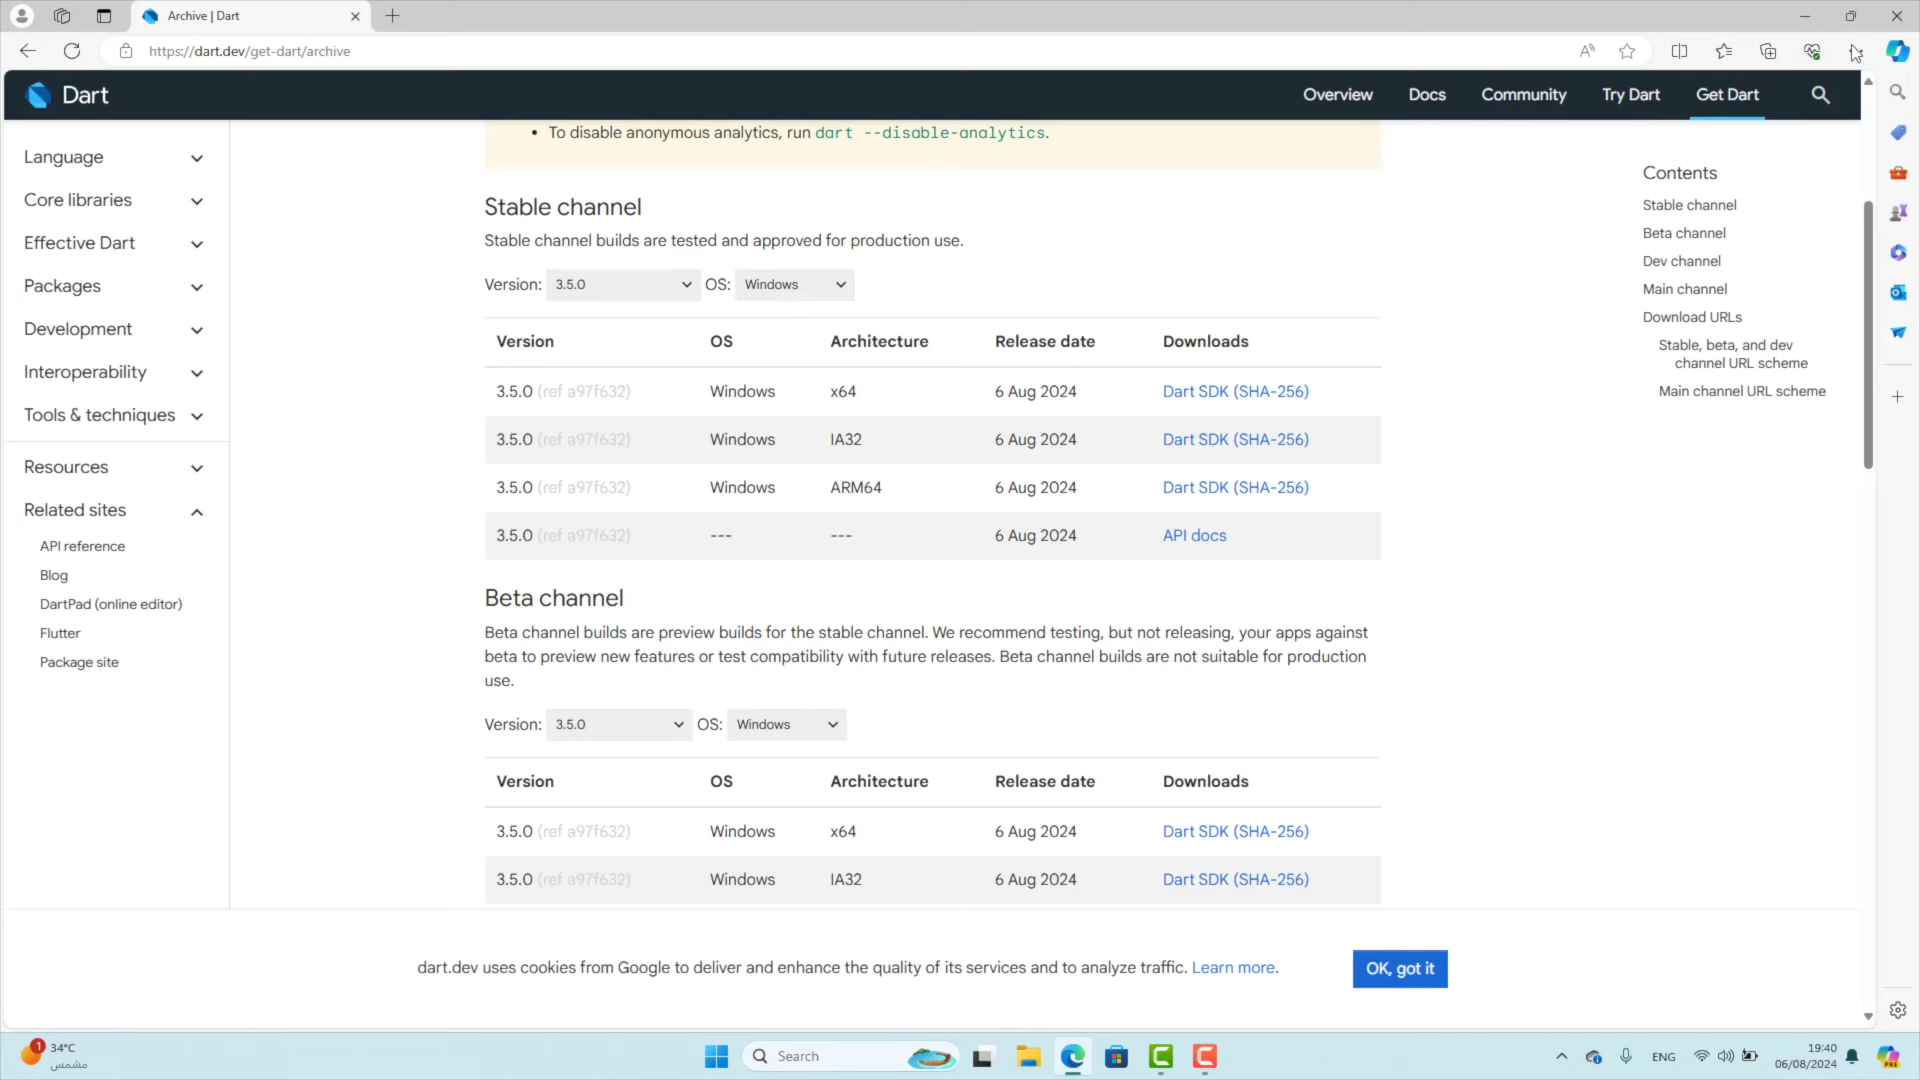 Archive | Dart
https://dart.dev/get-dart/archive
Dart
Overview
Docs
Community
Try Dart
Get Dart
Language
Core libraries
Effective Dart
Packages
Development
Interoperability
Tools & techniques
Resources
Related sites
API reference
Blog
DartPad (online editor)
Flutter
Package site
• To disable anonymous analytics, run dart --disable-analytics.
Stable channel
Stable channel builds are tested and approved for production use.
Version: 3.5.0 OS: Windows
Version OS Architecture Release date Downloads
3.5.0 (ref a97f632) Windows x64 6 Aug 2024 Dart SDK (SHA-256)
3.5.0 (ref a97f632) Windows IA32 6 Aug 2024 Dart SDK (SHA-256)
3.5.0 (ref a97f632) Windows ARM64 6 Aug 2024 Dart SDK (SHA-256)
3.5.0 (ref a97f632) --- --- 6 Aug 2024 API docs
Beta channel
Beta channel builds are preview builds for the stable channel. We recommend testing, but not releasing, your apps against
beta to preview new features or test compatibility with future releases. Beta channel builds are not suitable for production
use.
Version: 3.5.0 OS: Windows
Version OS Architecture Release date Downloads
3.5.0 (ref a97f632) Windows x64 6 Aug 2024 Dart SDK (SHA-256)
3.5.0 (ref a97f632) Windows IA32 6 Aug 2024 Dart SDK (SHA-256)
Contents
Stable channel
Beta channel
Dev channel
Main channel
Download URLs
Stable, beta, and dev
channel URL scheme
Main channel URL scheme
dart.dev uses cookies from Google to deliver and enhance the quality of its services and to analyze traffic. Learn more.
OK, got it
1
34°C
مشمس
Search
ENG
19:40
06/08/2024
PRE